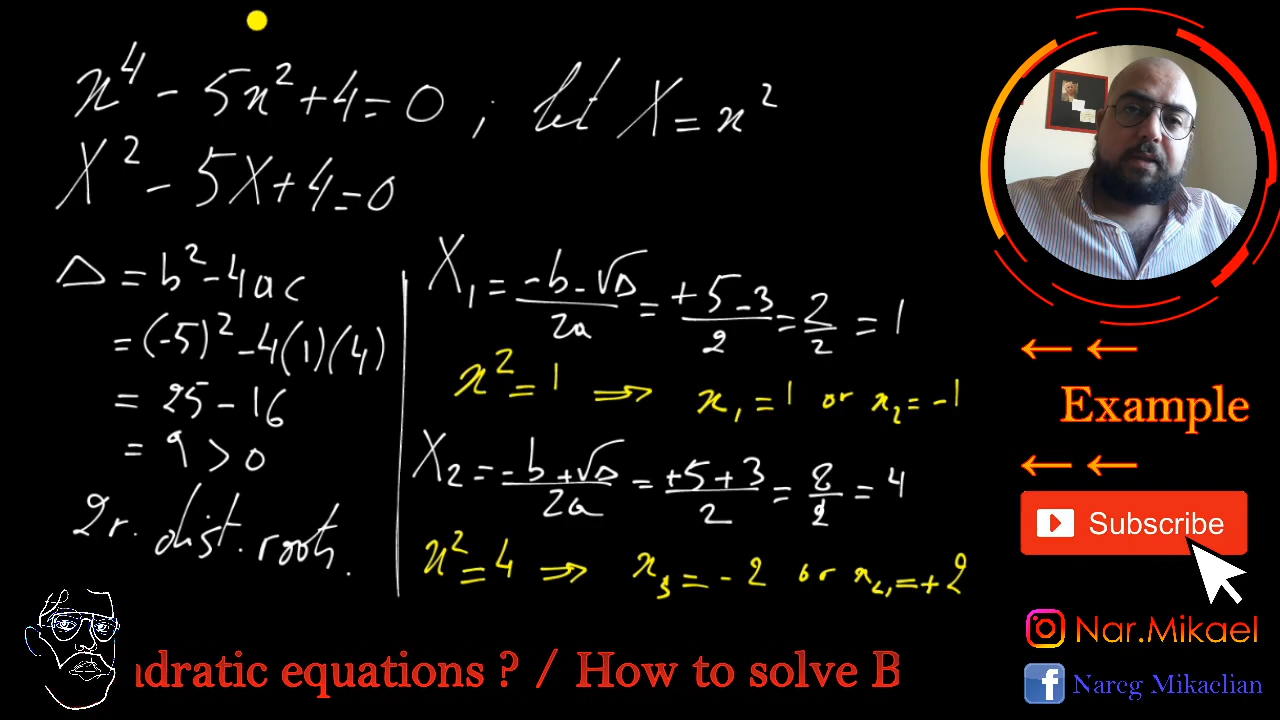 x⁴ - 5x² + 4 = 0 ; let X = x²
X² - 5X + 4 = 0
Δ = b² - 4ac
= (-5)² - 4(1)(4)
= 25 - 16
= 9 > 0
2 r. dist. roots.
X₁ = (-b - √Δ)/2a = (+5 - 3)/2 = 2/2 = 1
x² = 1 ⇒ x₁ = 1 or x₂ = -1
X₂ = (-b + √Δ)/2a = (+5 + 3)/2 = 8/2 = 4
x² = 4 ⇒ x₃ = -2 or x₄ = +2
← ←
Example
← ←
Subscribe
Nar.Mikael
Nareg Mikaelian
adratic equations ? / How to solve B